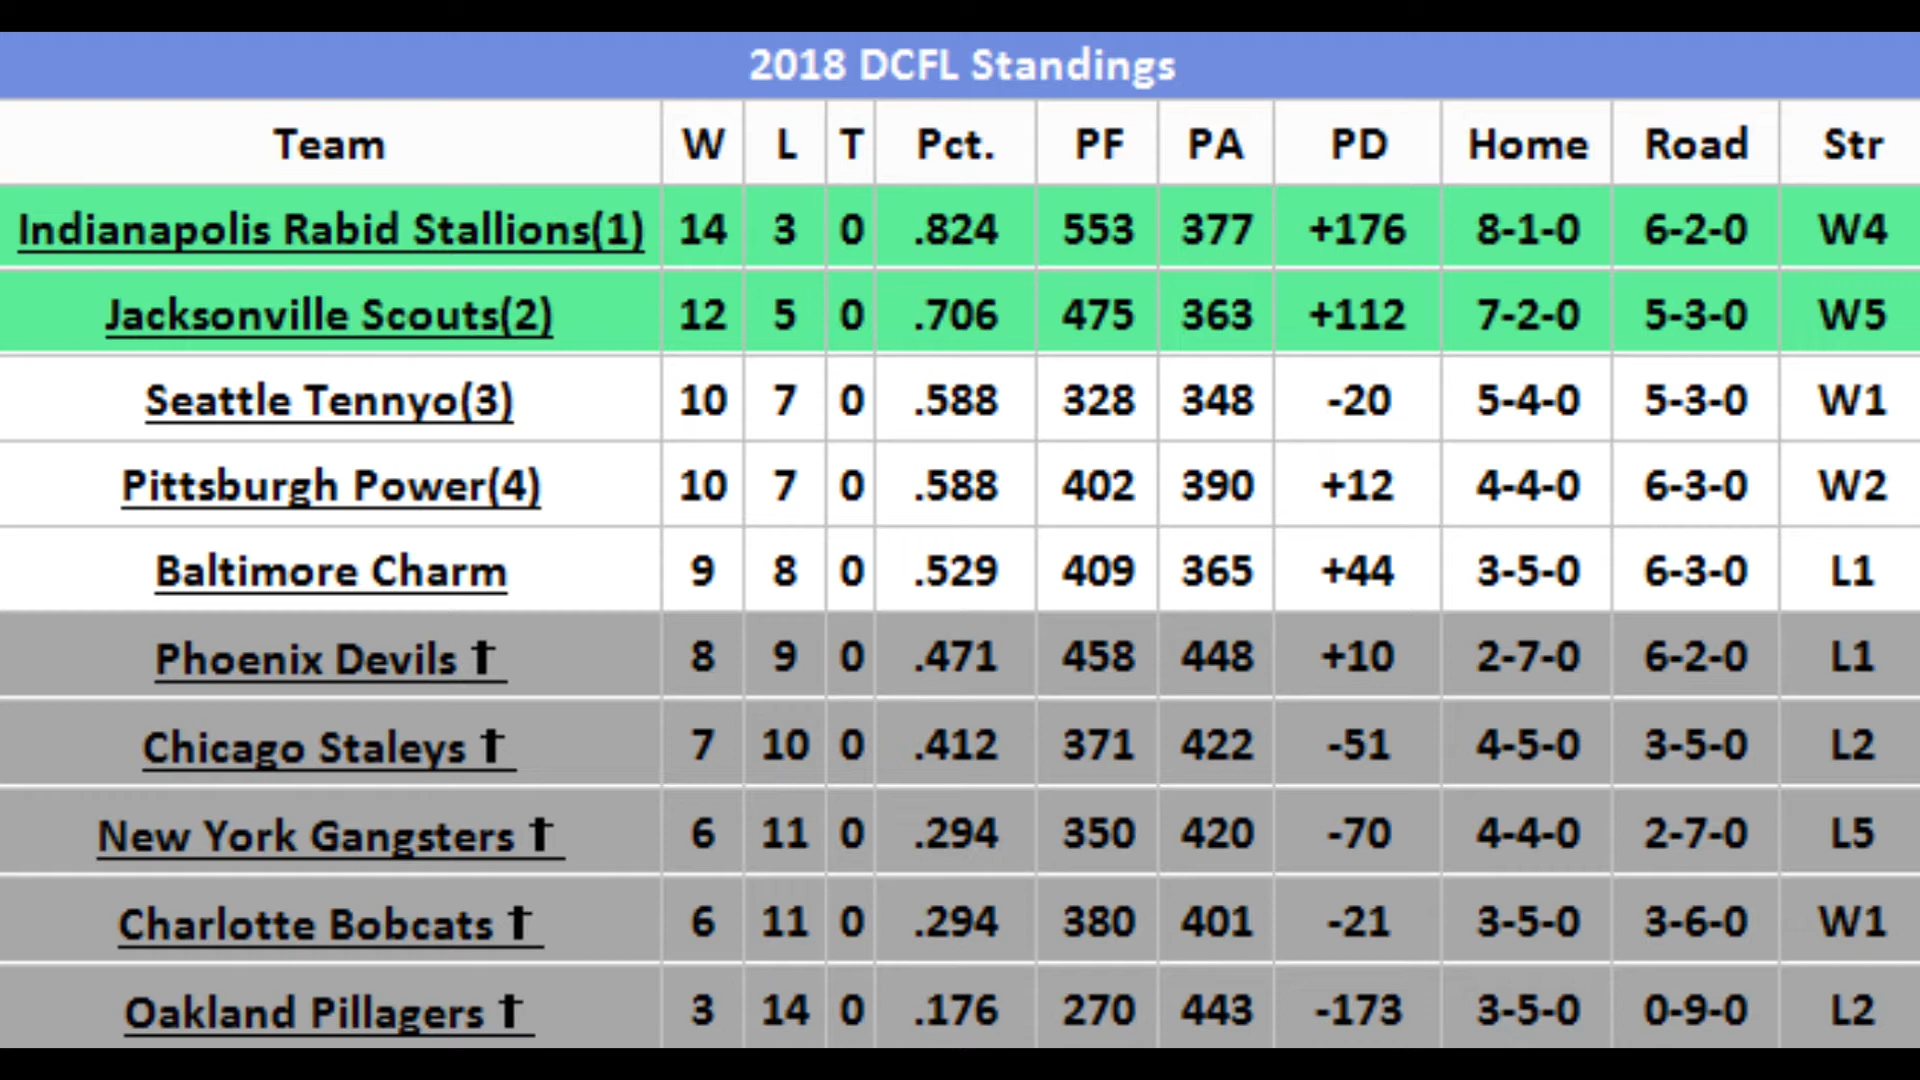 2018 DCFL Standings
Team W L T Pct. PF PA PD Home Road Str
Indianapolis Rabid Stallions(1) 14 3 0 .824 553 377 +176 8-1-0 6-2-0 W4
Jacksonville Scouts(2) 12 5 0 .706 475 363 +112 7-2-0 5-3-0 W5
Seattle Tennyo(3) 10 7 0 .588 328 348 -20 5-4-0 5-3-0 W1
Pittsburgh Power(4) 10 7 0 .588 402 390 +12 4-4-0 6-3-0 W2
Baltimore Charm 9 8 0 .529 409 365 +44 3-5-0 6-3-0 L1
Phoenix Devils † 8 9 0 .471 458 448 +10 2-7-0 6-2-0 L1
Chicago Staleys † 7 10 0 .412 371 422 -51 4-5-0 3-5-0 L2
New York Gangsters † 6 11 0 .294 350 420 -70 4-4-0 2-7-0 L5
Charlotte Bobcats † 6 11 0 .294 380 401 -21 3-5-0 3-6-0 W1
Oakland Pillagers † 3 14 0 .176 270 443 -173 3-5-0 0-9-0 L2